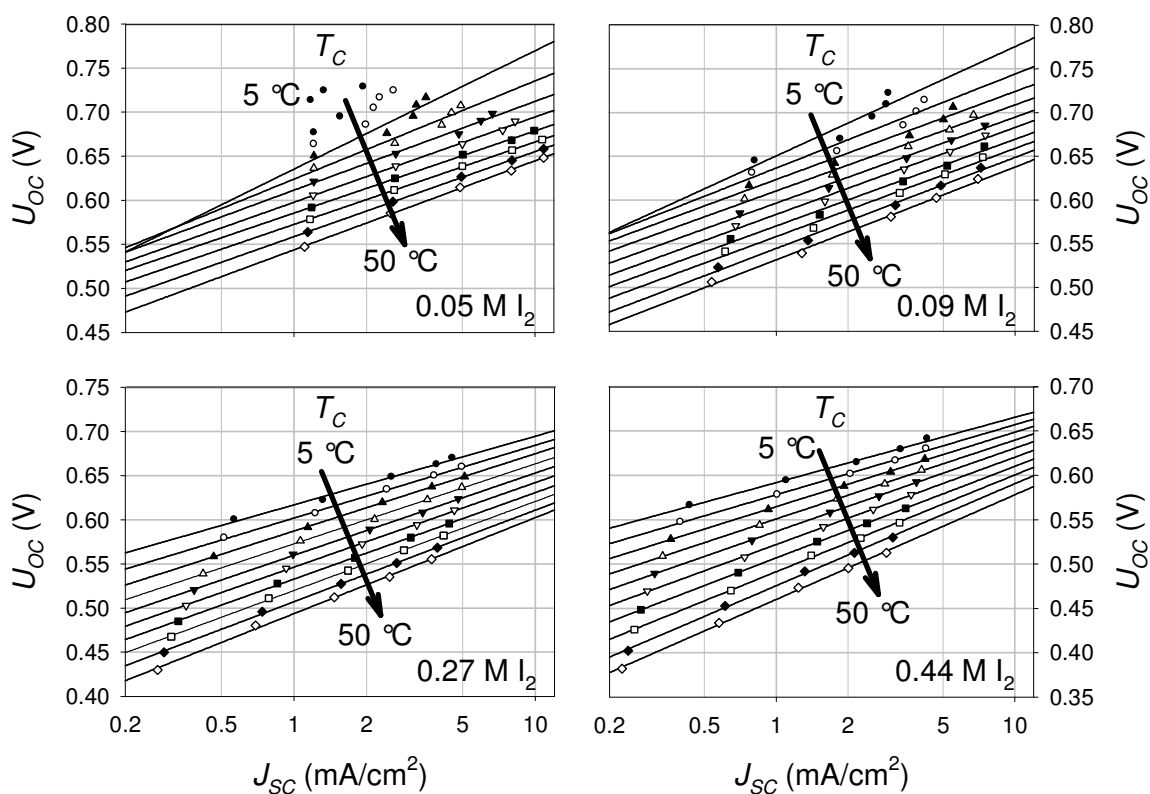 0.80
0.75
0.70
0.65
0.60
0.55
0.50
0.45
U_OC (V)
T_C
5 °C
50 °C
0.05 M I₂
T_C
5 °C
50 °C
0.09 M I₂
0.80
0.75
0.70
0.65
0.60
0.55
0.50
0.45
U_OC (V)
0.75
0.70
0.65
0.60
0.55
0.50
0.45
0.40
U_OC (V)
T_C
5 °C
50 °C
0.27 M I₂
0.2 0.5 1 2 5 10
J_SC (mA/cm²)
T_C
5 °C
50 °C
0.44 M I₂
0.70
0.65
0.60
0.55
0.50
0.45
0.40
0.35
U_OC (V)
0.2 0.5 1 2 5 10
J_SC (mA/cm²)